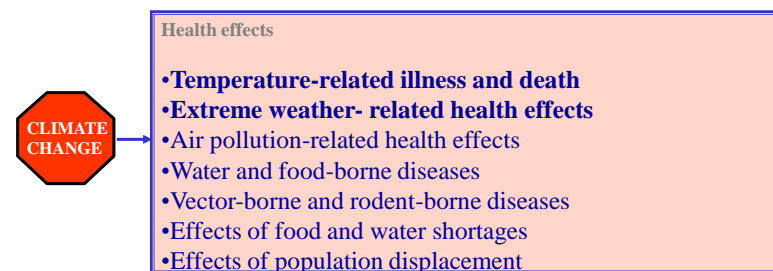 Health effects
•Temperature-related illness and death
•Extreme weather- related health effects
CLIMATE
CHANGE
•Air pollution-related health effects
•Water and food-borne diseases
•Vector-borne and rodent-borne diseases
•Effects of food and water shortages
•Effects of population displacement